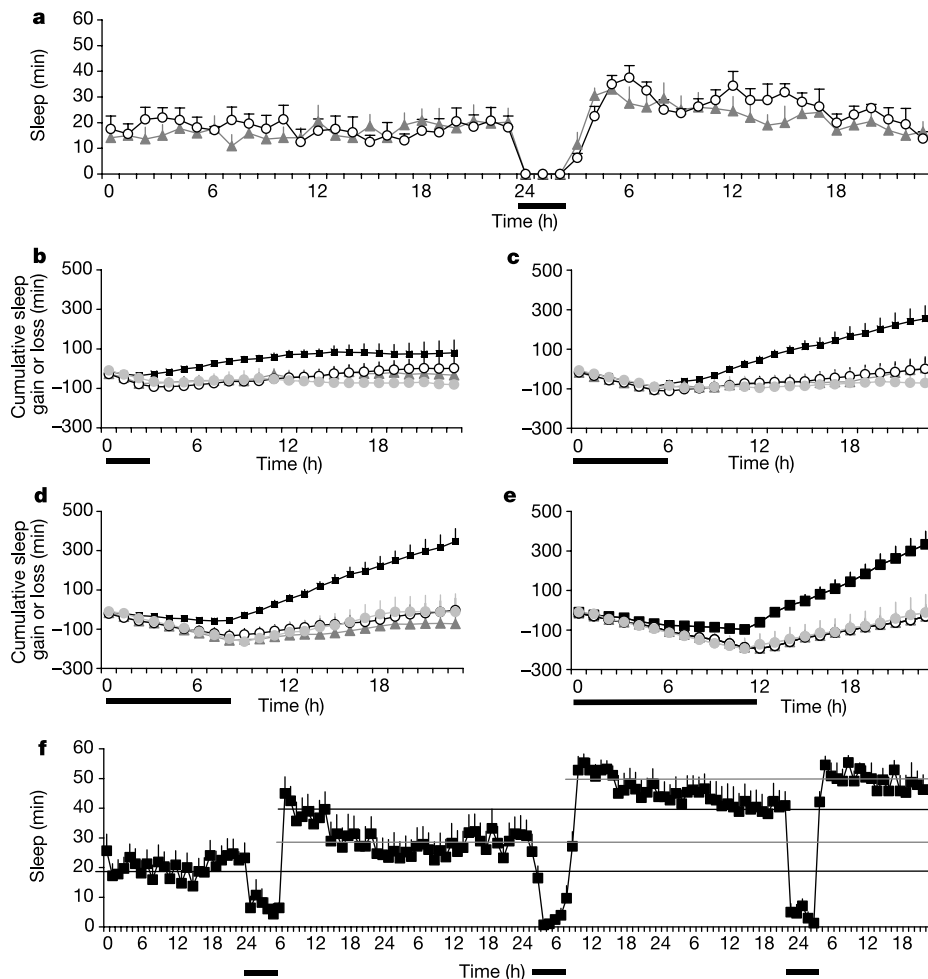 a
Sleep (min)
60
50
40
30
20
10
0
0 6 12 18 24 6 12 18
Time (h)
b
Cumulative sleep
gain or loss (min)
500
300
100
–100
–300
0 6 12 18
Time (h)
c
500
300
100
–100
–300
0 6 12 18
Time (h)
d
Cumulative sleep
gain or loss (min)
500
300
100
–100
–300
0 6 12 18
Time (h)
e
500
300
100
–100
–300
0 6 12 18
Time (h)
f
Sleep (min)
60
50
40
30
20
10
0
0 6 12 18 24 6 12 18 24 6 12 18 24 6 12 18 24 6 12 18 24 6 12 18 24 6 12 18
Time (h)